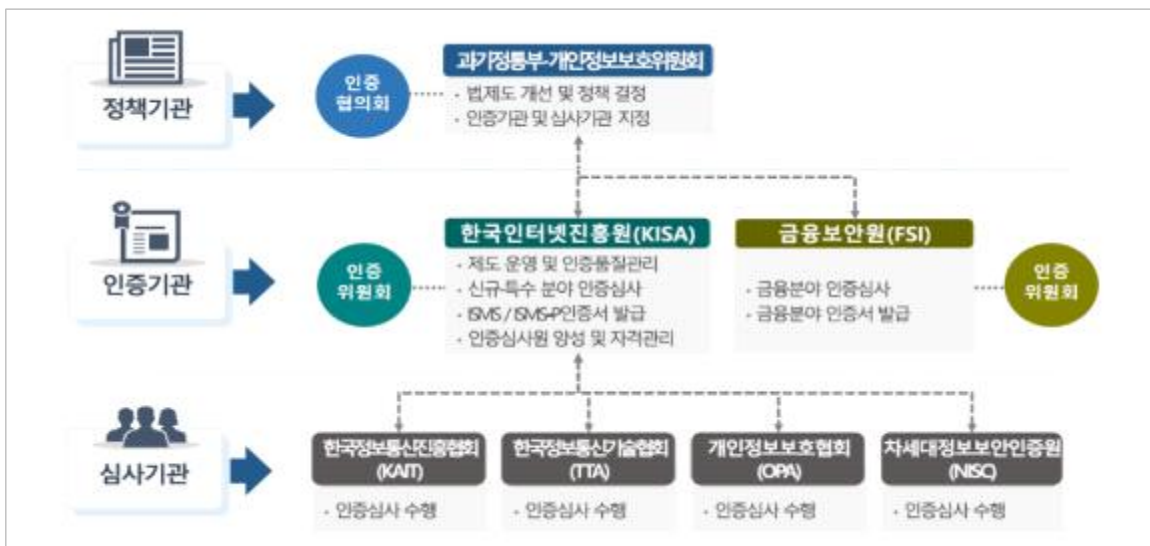 정책기관
인증
협의회
과기정통부·개인정보보호위원회
· 법제도 개선 및 정책 결정
· 인증기관 및 심사기관 지정
인증기관
인증
위원회
한국인터넷진흥원(KISA)
· 제도 운영 및 인증품질관리
· 신규·특수 분야 인증심사
· ISMS / ISMS-P인증서 발급
· 인증심사원 양성 및 자격관리
금융보안원(FSI)
· 금융분야 인증심사
· 금융분야 인증서 발급
인증
위원회
심사기관
한국정보통신진흥협회
(KAIT)
· 인증심사 수행
한국정보통신기술협회
(TTA)
· 인증심사 수행
개인정보보호협회
(OPA)
· 인증심사 수행
차세대정보보안인증원
(NISC)
· 인증심사 수행